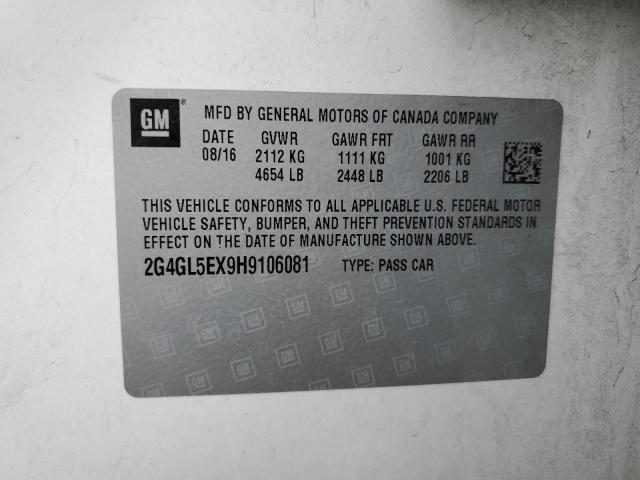 GM ® MFD BY GENERAL MOTORS OF CANADA COMPANY
DATE GVWR GAWR FRT GAWR RR
08/16 2112 KG 1111 KG 1001 KG
4654 LB 2448 LB 2206 LB
THIS VEHICLE CONFORMS TO ALL APPLICABLE U.S. FEDERAL MOTOR
VEHICLE SAFETY, BUMPER, AND THEFT PREVENTION STANDARDS IN
EFFECT ON THE DATE OF MANUFACTURE SHOWN ABOVE.
2G4GL5EX9H9106081 TYPE: PASS CAR